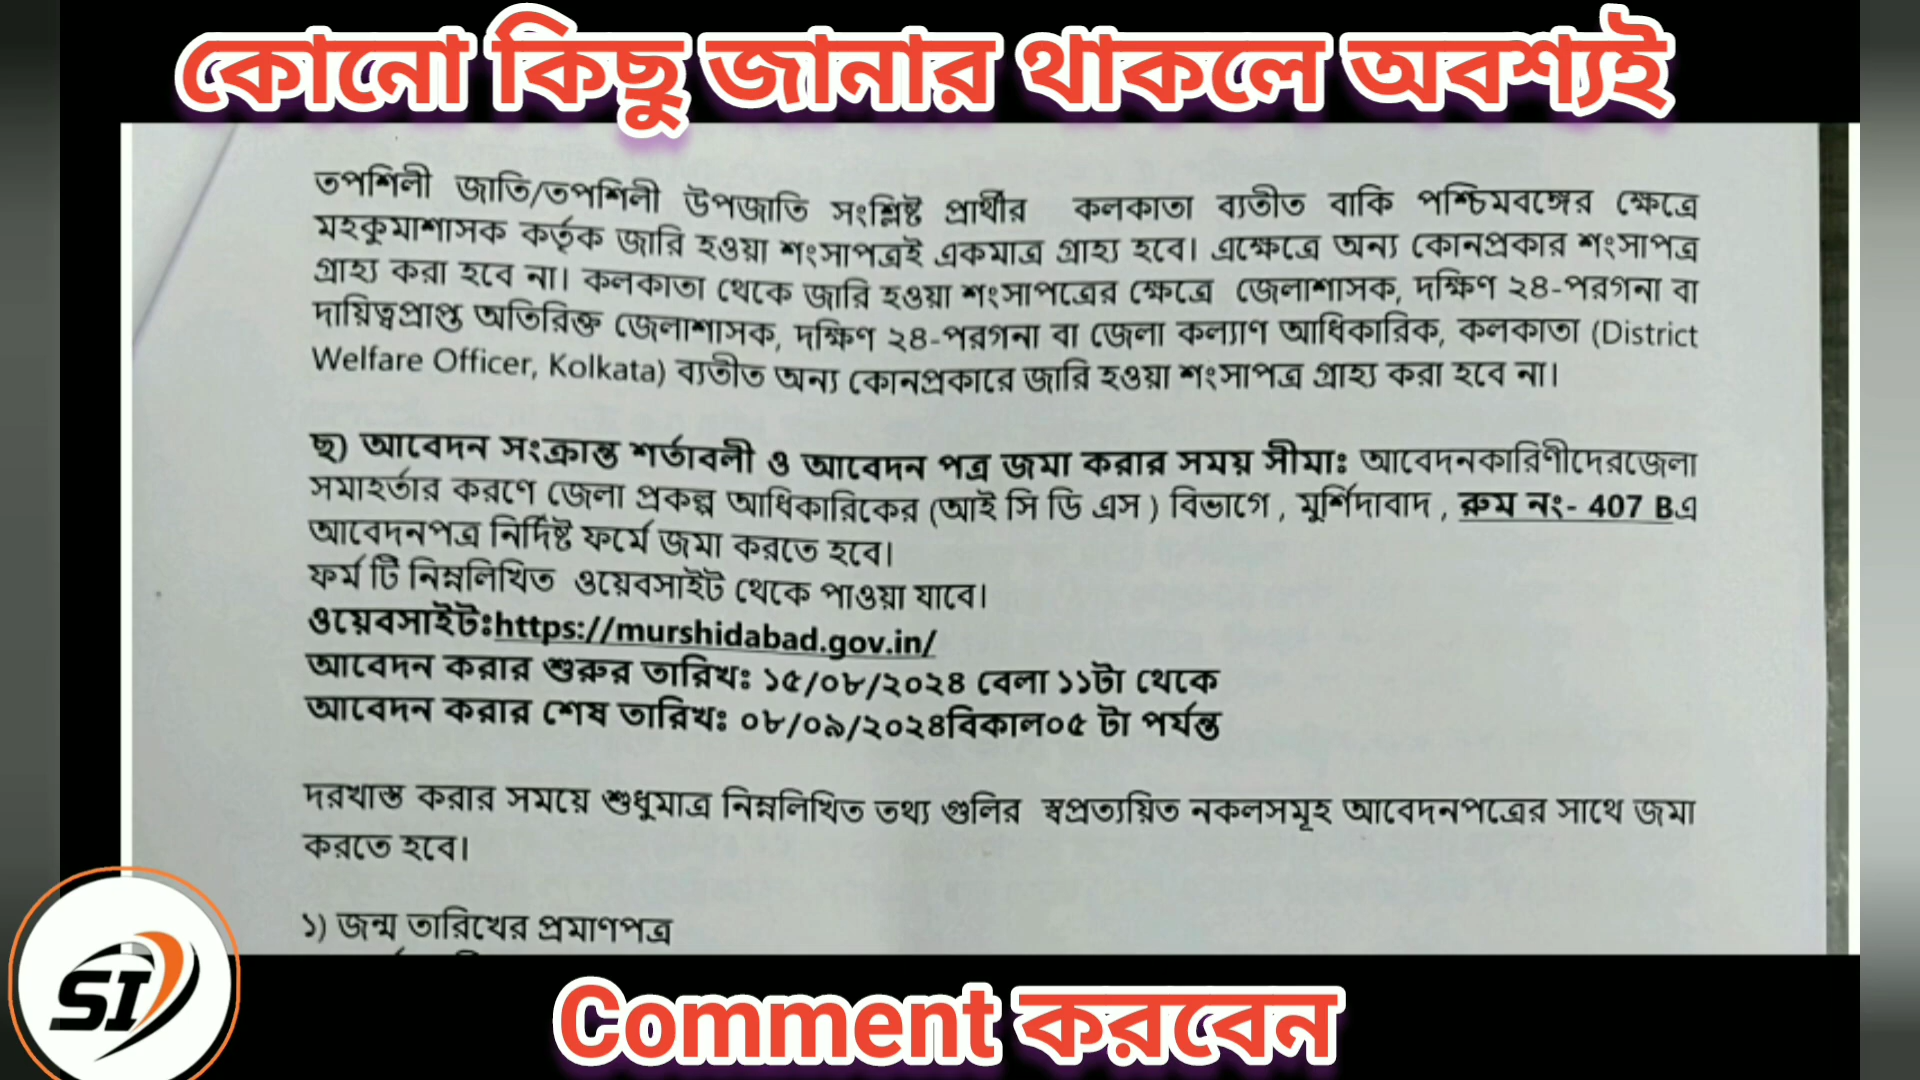 কোনো কিছু জানার থাকলে অবশ্যই
তপশিলী জাতি/তপশিলী উপজাতি সংশ্লিষ্ট প্রার্থীর কলকাতা ব্যতীত বাকি পশ্চিমবঙ্গের ক্ষেত্রে
মহকুমাশাসক কর্তৃক জারি হওয়া শংসাপত্রই একমাত্র গ্রাহ্য হবে। এক্ষেত্রে অন্য কোনপ্রকার শংসাপত্র
গ্রাহ্য করা হবে না। কলকাতা থেকে জারি হওয়া শংসাপত্রের ক্ষেত্রে জেলাশাসক, দক্ষিণ ২৪-পরগনা বা
দায়িত্বপ্রাপ্ত অতিরিক্ত জেলাশাসক, দক্ষিণ ২৪-পরগনা বা জেলা কল্যাণ আধিকারিক, কলকাতা (District
Welfare Officer, Kolkata) ব্যতীত অন্য কোনপ্রকারে জারি হওয়া শংসাপত্র গ্রাহ্য করা হবে না।
ছ) আবেদন সংক্রান্ত শর্তাবলী ও আবেদন পত্র জমা করার সময় সীমাঃ আবেদনকারিণীদেরজেলা
সমাহর্তার করণে জেলা প্রকল্প আধিকারিকের (আই সি ডি এস ) বিভাগে , মুর্শিদাবাদ , রুম নং- 407 Bএ
আবেদনপত্র নির্দিষ্ট ফর্মে জমা করতে হবে।
ফর্ম টি নিম্নলিখিত ওয়েবসাইট থেকে পাওয়া যাবে।
ওয়েবসাইটঃhttps://murshidabad.gov.in/
আবেদন করার শুরুর তারিখঃ ১৫/০৮/২০২৪ বেলা ১১টা থেকে
আবেদন করার শেষ তারিখঃ ০৮/০৯/২০২৪বিকাল০৫ টা পর্যন্ত
দরখাস্ত করার সময়ে শুধুমাত্র নিম্নলিখিত তথ্য গুলির স্বপ্রত্যয়িত নকলসমূহ আবেদনপত্রের সাথে জমা
করতে হবে।
১) জন্ম তারিখের প্রমাণপত্র
SI
Comment করবেন